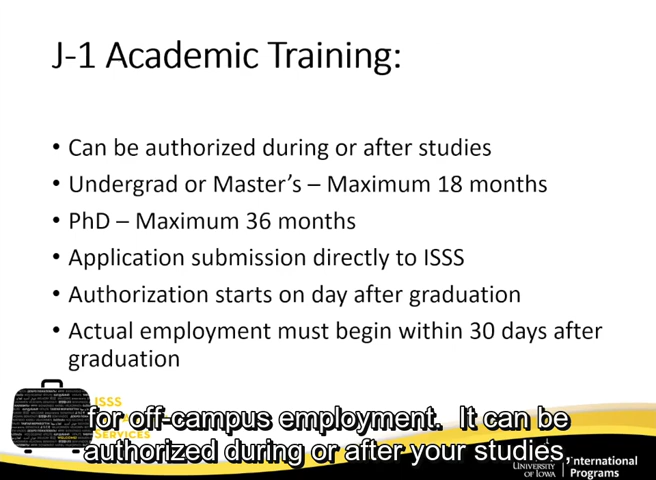 J-1 Academic Training:
• Can be authorized during or after studies
• Undergrad or Master's – Maximum 18 months
• PhD – Maximum 36 months
• Application submission directly to ISSS
• Authorization starts on day after graduation
• Actual employment must begin within 30 days after
graduation
ISSS
SERVICES
for off-campus employment.  It can be
authorized during or after your studies,
UNIVERSITY
OF IOWA
International
Programs